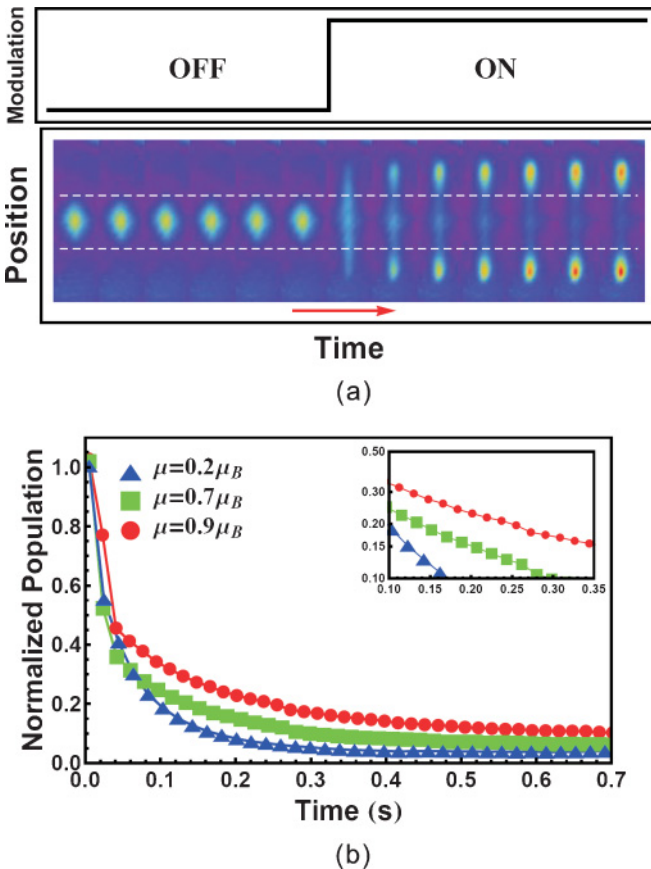 Modulation
OFF
ON
Position
Time
(a)
Normalized Population
1.0
0.8
0.6
0.4
0.2
0.0
μ=0.2μB
μ=0.7μB
μ=0.9μB
0.50
0.30
0.20
0.15
0.10
0.10 0.15 0.20 0.25 0.30 0.35
0.0 0.1 0.2 0.3 0.4 0.5 0.6 0.7
Time (s)
(b)